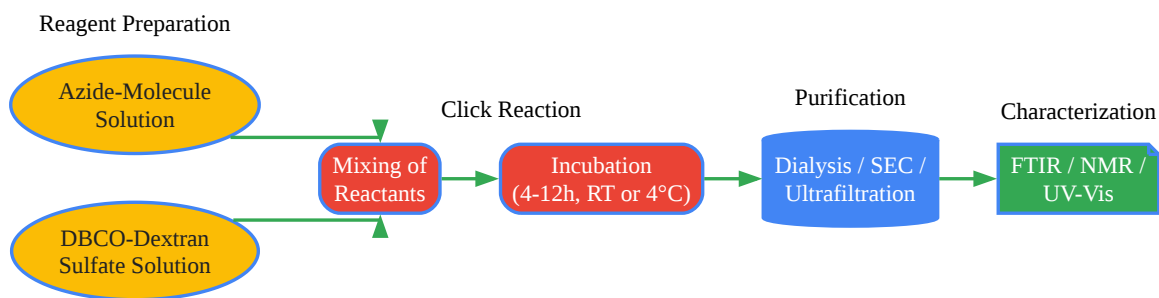 Reagent Preparation
Azide-Molecule
Solution
DBCO-Dextran
Sulfate Solution
Click Reaction
Mixing of
Reactants
Incubation
(4-12h, RT or 4°C)
Purification
Dialysis / SEC /
Ultrafiltration
Characterization
FTIR / NMR /
UV-Vis